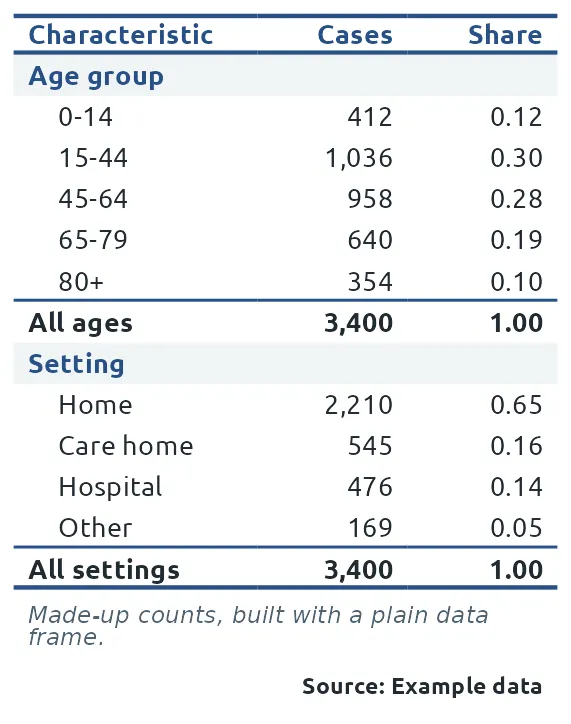 Characteristic Cases Share
Age group
0-14 412 0.12
15-44 1,036 0.30
45-64 958 0.28
65-79 640 0.19
80+ 354 0.10
All ages 3,400 1.00
Setting
Home 2,210 0.65
Care home 545 0.16
Hospital 476 0.14
Other 169 0.05
All settings 3,400 1.00
Made-up counts, built with a plain data
frame.
Source: Example data